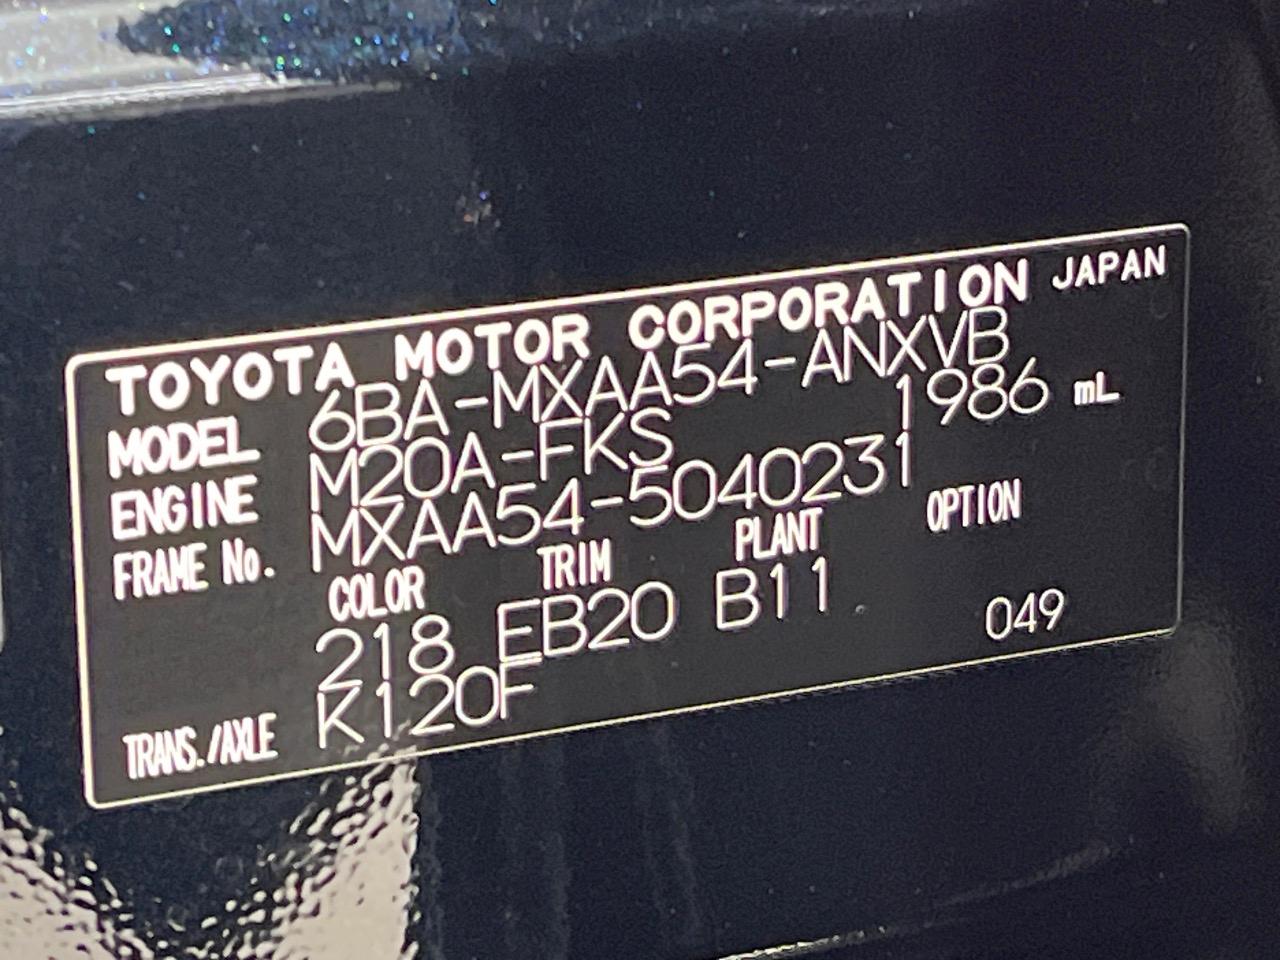 TOYOTA MOTOR CORPORATION JAPAN
MODEL 6BA-MXAA54-ANXVB
ENGINE M20A-FKS 1986 mL
FRAME No. MXAA54-5040231
COLOR TRIM PLANT OPTION
218 EB20 B11
TRANS./AXLE K120F 049